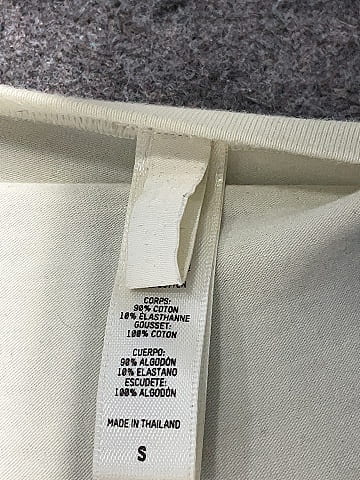 CORPS:
90% COTON
10% ELASTHANNE
GOUSSET:
100% COTON
CUERPO:
90% ALGODÓN
10% ELASTANO
ESCUDETE:
100% ALGODÓN
MADE IN THAILAND
S